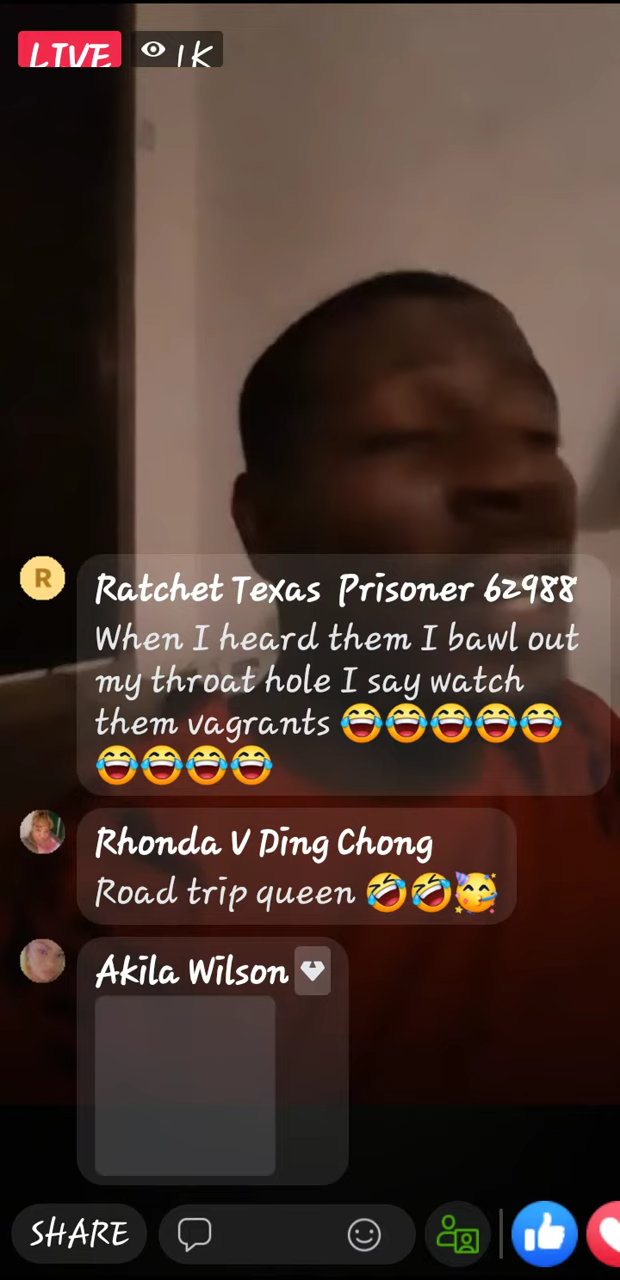 LIVE 1K
R
Ratchet Texas Prisoner 62988
When I heard them I bawl out
my throat hole I say watch
them vagrants 😂😂😂😂😂
😂😂😂😂
Rhonda V Ding Chong
Road trip queen 🤣🤣🥳
Akila Wilson
SHARE